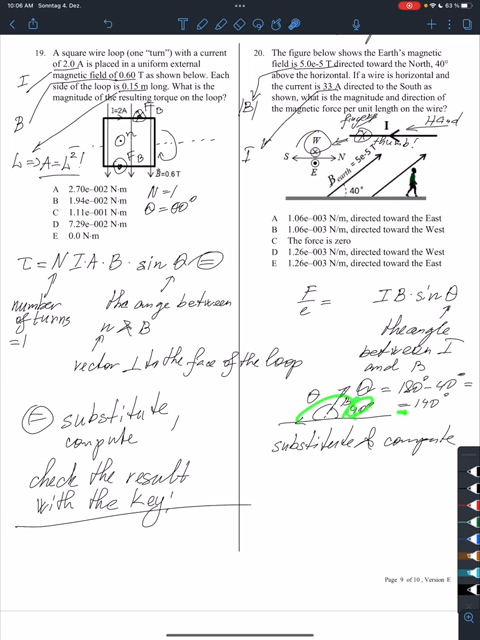 10:06 Sonntag 4. Dez.
61 %
19. A square wire loop (one “turn”) with a current
of 2.0 A is placed in a uniform external
magnetic field of 0.60 T as shown below. Each
side of the loop is 0.15 m long. What is the
magnitude of the resulting torque on the loop?
I
B
L => A = L²!
I=2A
F B
n
F B
B=0.6T
A 2.70e–002 N·m
B 1.94e–002 N·m
C 1.11e–001 N·m
D 7.29e–002 N·m
E 0.0 N·m
N = 1
τ = N I · A · B · sin θ =
number
of turns
= 1
the ange between
n & B
vector ⊥ to the face of the loop
= substitute,
compute
check the result
with the key!
20. The figure below shows the Earth's magnetic
field is 5.0e-5 T directed toward the North, 40°
above the horizontal. If a wire is horizontal and
the current is 33 A directed to the South as
shown, what is the magnitude and direction of
the magnetic force per unit length on the wire?
|B|
I
fingers
I
Hand
thumb!
W
S
N
E
B earth = 5e-5 T
40°
A 1.06e–003 N/m, directed toward the East
B 1.06e–003 N/m, directed toward the West
C The force is zero
D 1.26e–003 N/m, directed toward the West
E 1.26e–003 N/m, directed toward the East
F/e = I B · sin θ
the angle
between I
and B
θ = 180° - 40° =
= 140°
θ
40°
substitute & compute
Page 9 of 10 , Version E